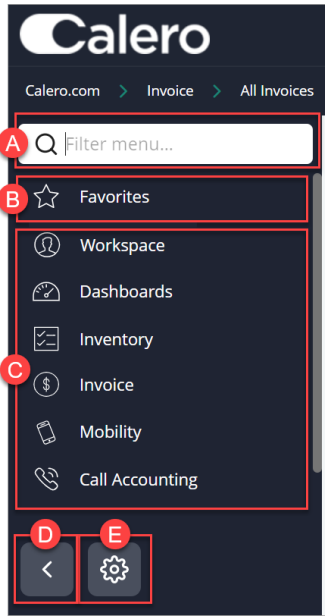 Calero
Calero.com > Invoice > All Invoices
A Filter menu...
B Favorites
Workspace
Dashboards
Inventory
C $ Invoice
Mobility
Call Accounting
D E
<